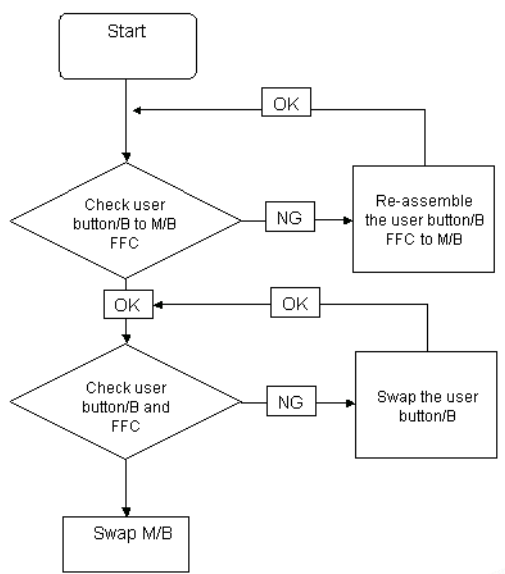 Start
OK
Check user
button/B to M/B
FFC
NG
Re-assemble
the user button/B
FFC to M/B
OK
OK
Check user
button/B and
FFC
NG
Swap the user
button/B
Swap M/B